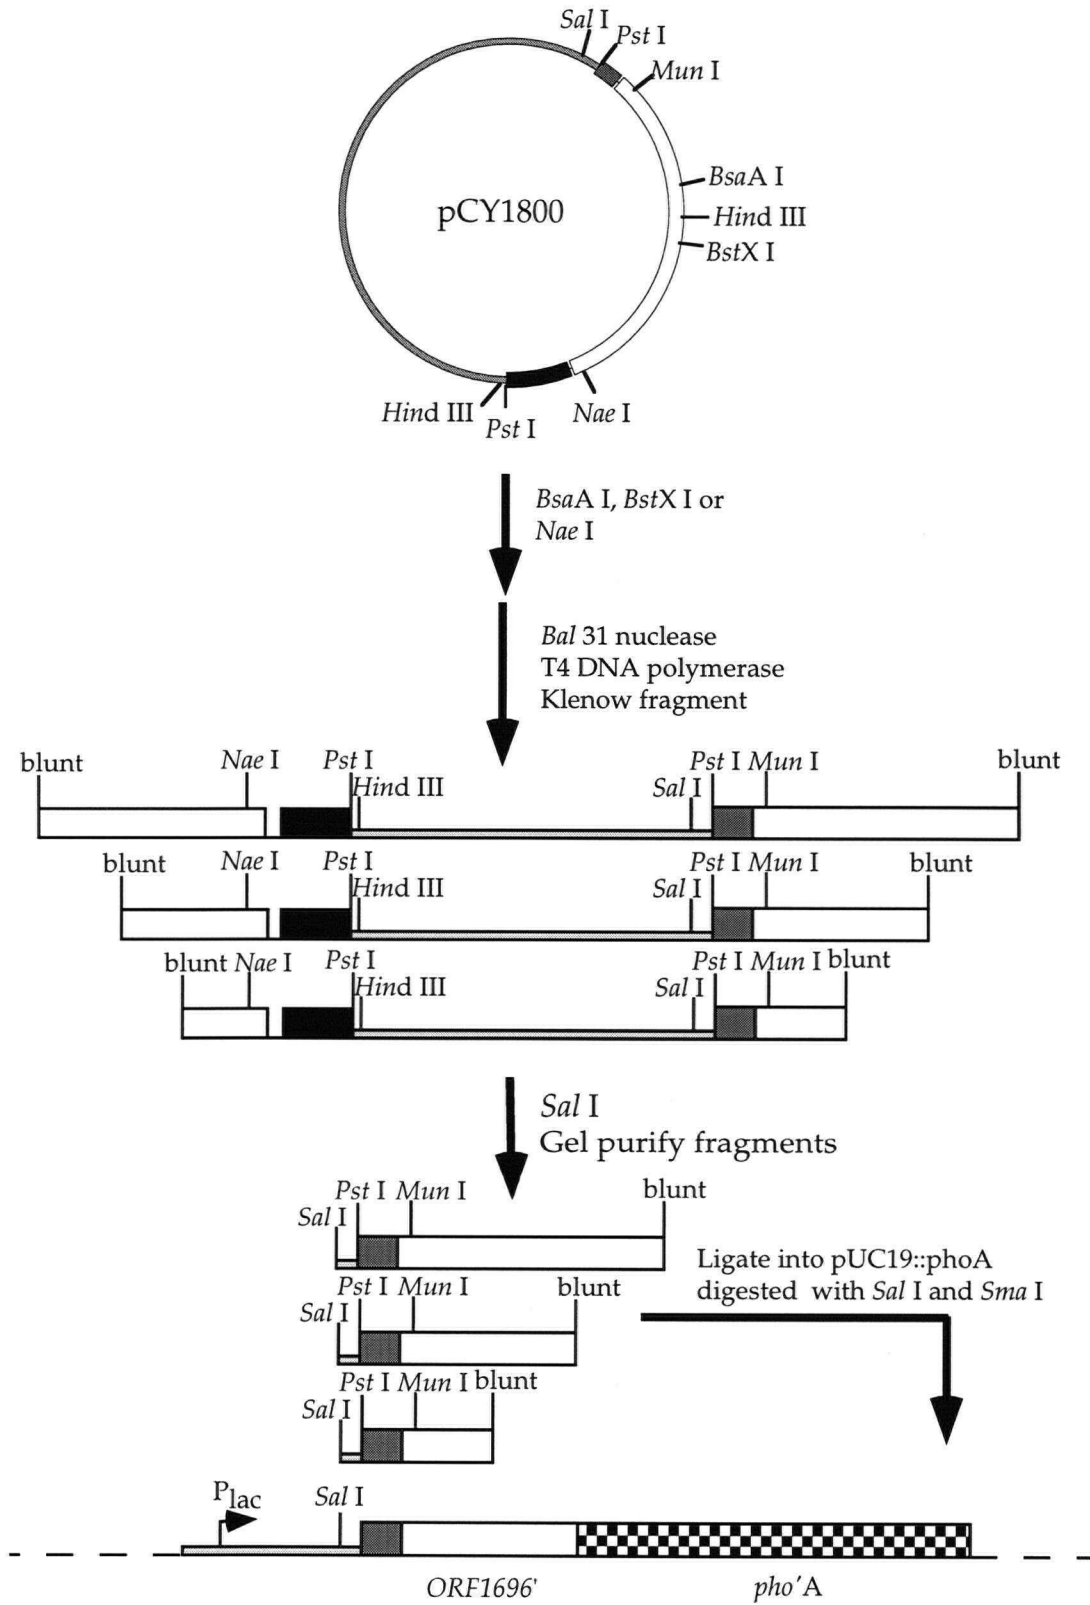 Sal I
Pst I
Mun I
BsaA I
pCY1800
Hind III
BstX I
Hind III
Pst I
Nae I
BsaA I, BstX I or
Nae I
Bal 31 nuclease
T4 DNA polymerase
Klenow fragment
blunt Nae I Pst I Pst I Mun I blunt
Hind III Sal I
blunt Nae I Pst I Pst I Mun I blunt
Hind III Sal I
blunt Nae I Pst I Pst I Mun I blunt
Hind III Sal I
Sal I
Gel purify fragments
Pst I Mun I blunt
Sal I
Ligate into pUC19::phoA
digested with Sal I and Sma I
Pst I Mun I blunt
Sal I
Pst I Mun I blunt
Sal I
Plac Sal I
ORF1696' pho'A